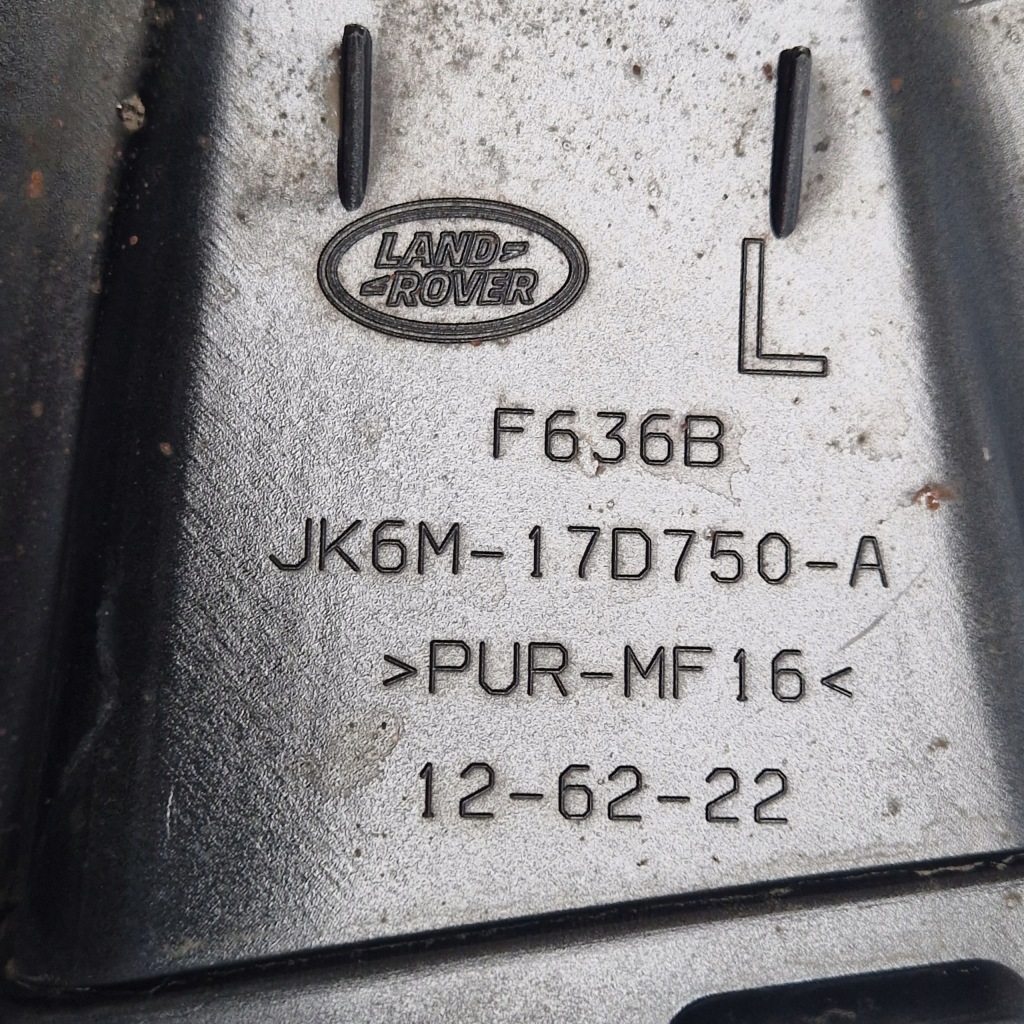 LAND
ROVER
L
F636B
JK6M-17D750-A
>PUR-MF16<
12-62-22